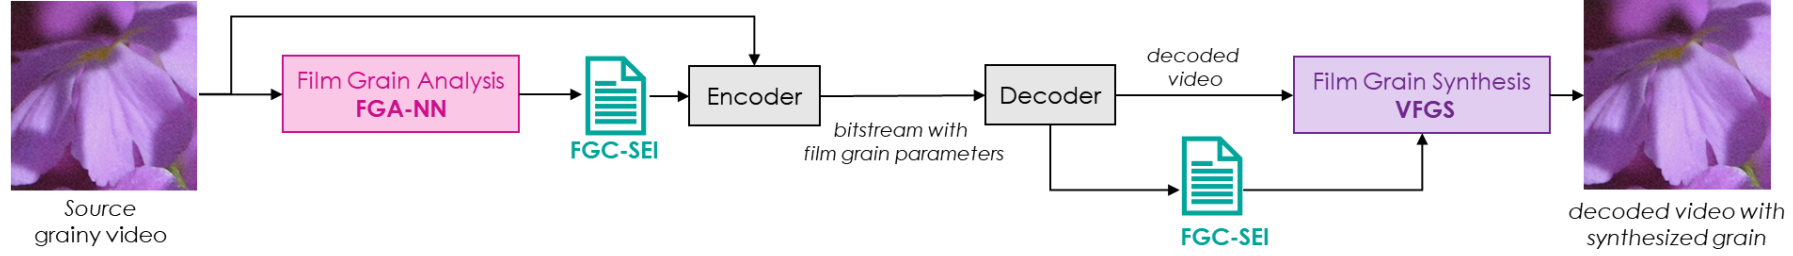 Source
grainy video
Film Grain Analysis
FGA-NN
FGC-SEI
Encoder
bitstream with
film grain parameters
Decoder
decoded
video
FGC-SEI
Film Grain Synthesis
VFGS
decoded video with
synthesized grain